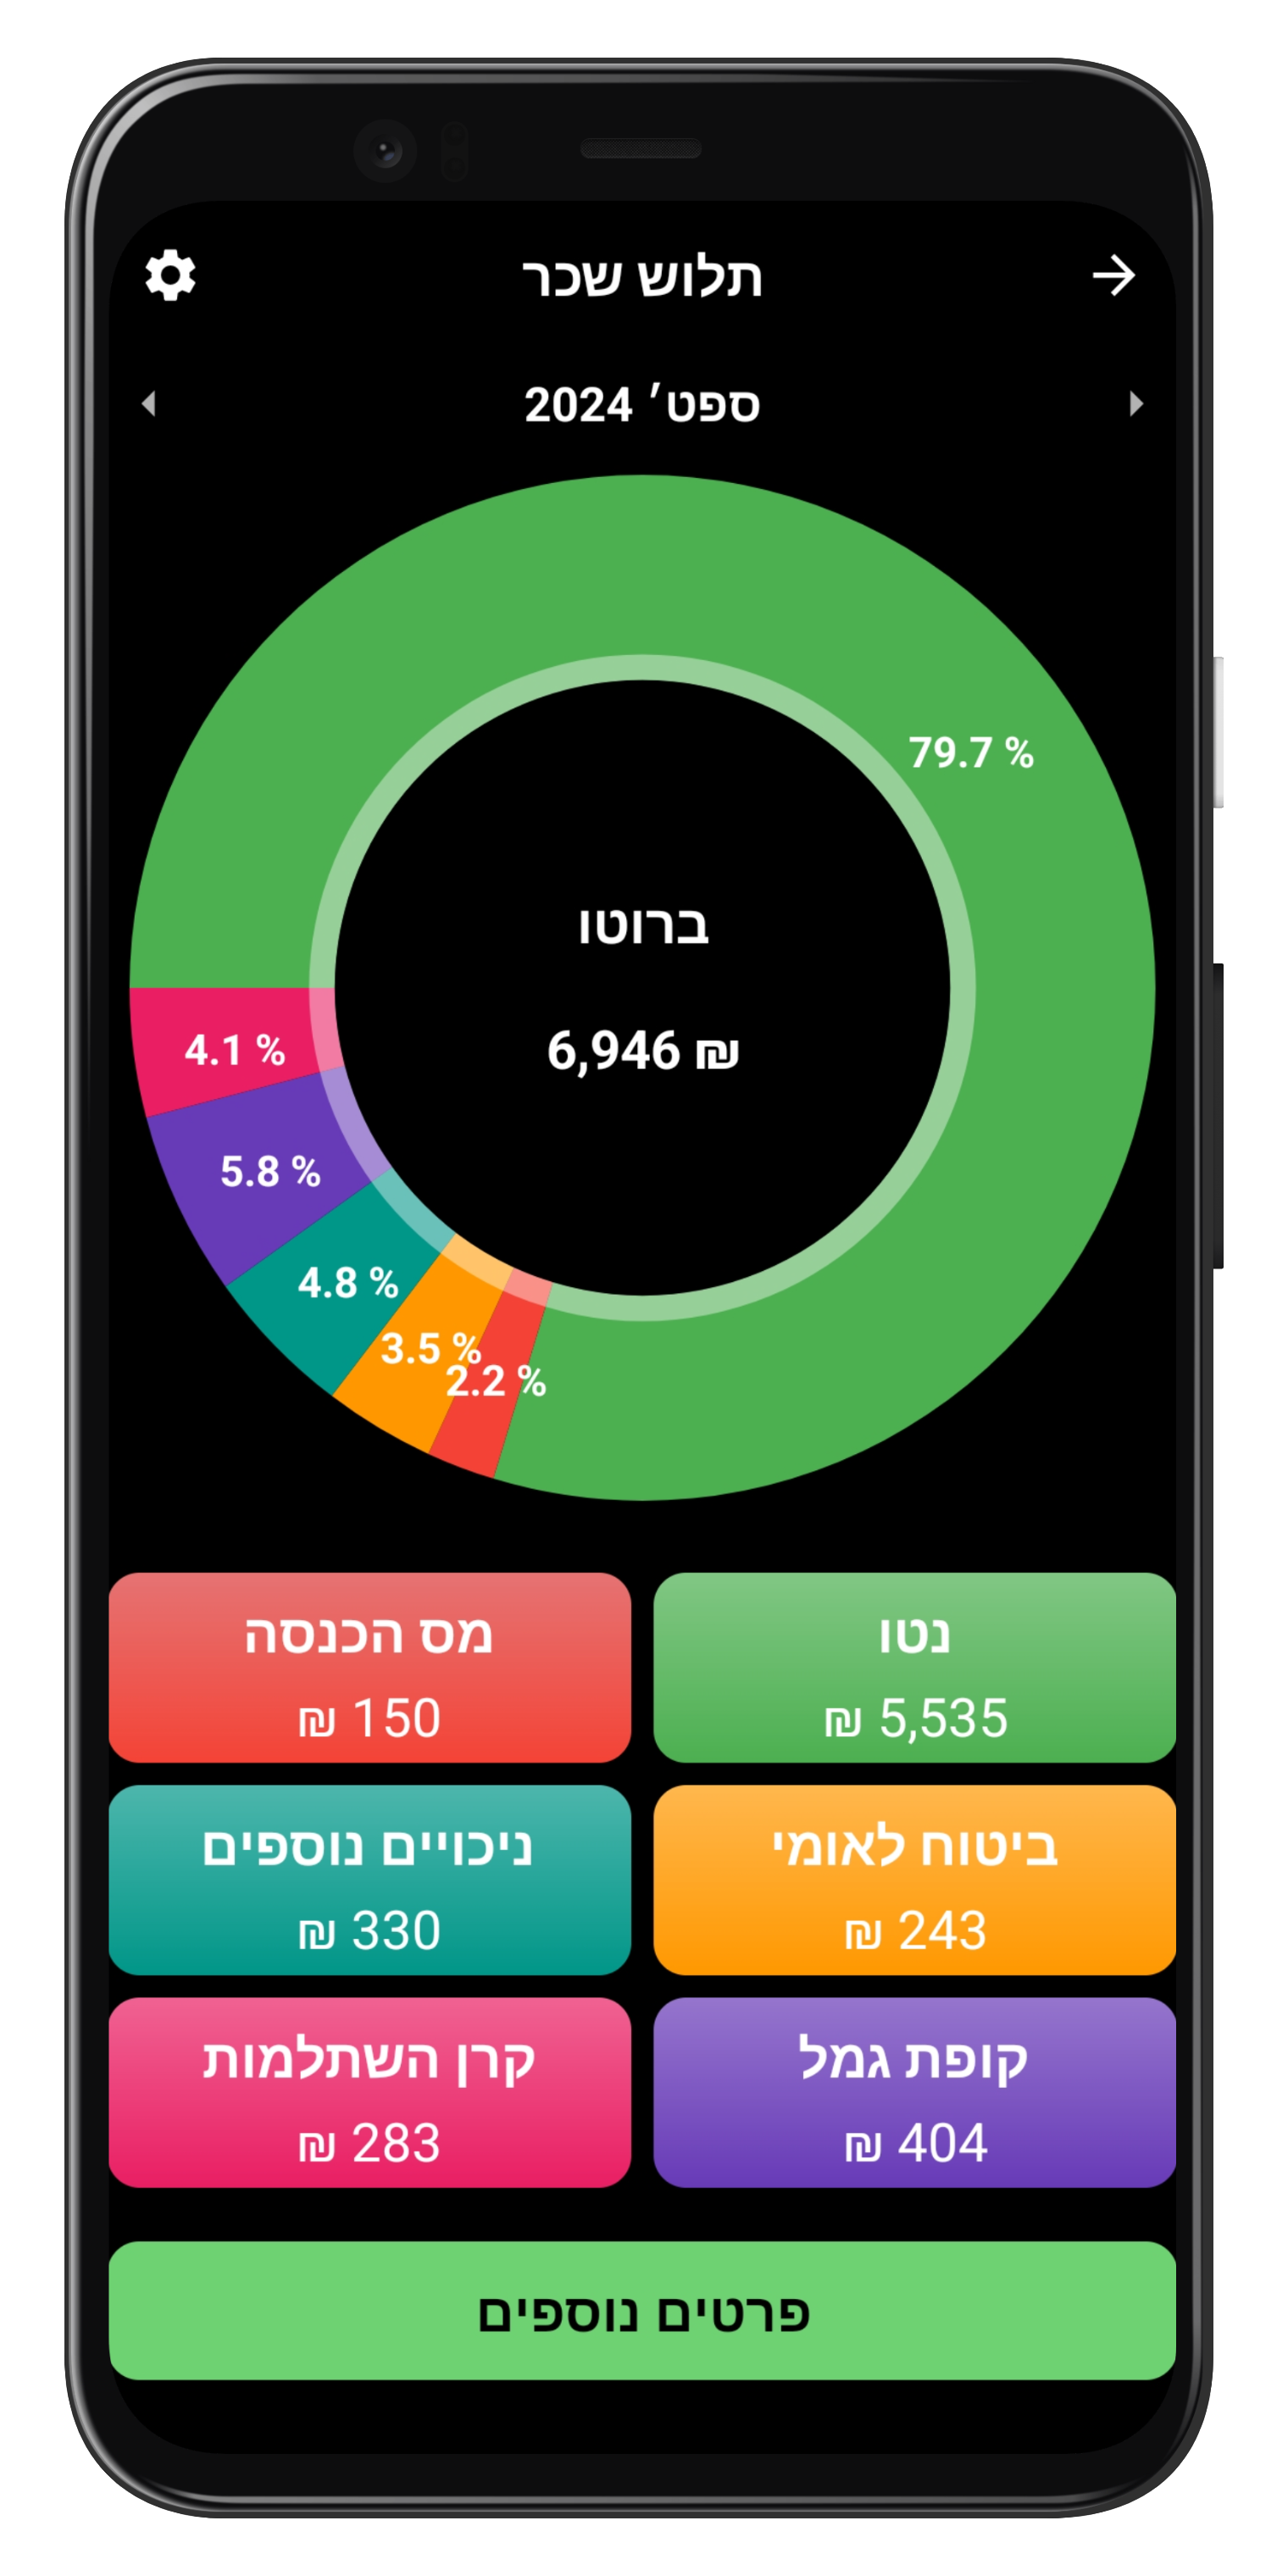 תלוש שכר
ספט׳ 2024
79.7 %
ברוטו
6,946 ₪
4.1 %
5.8 %
4.8 %
3.5 %
2.2 %
נטו
5,535 ₪
מס הכנסה
150 ₪
ביטוח לאומי
243 ₪
ניכויים נוספים
330 ₪
קופת גמל
404 ₪
קרן השתלמות
283 ₪
פרטים נוספים